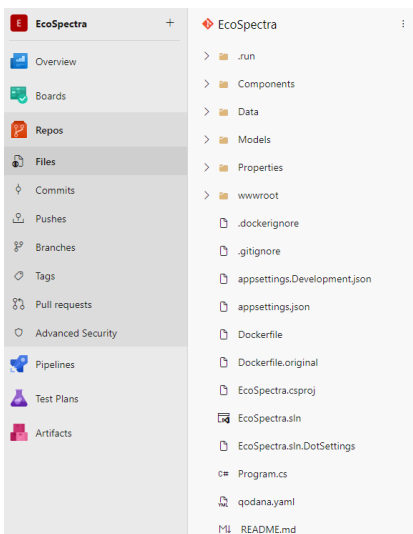 E EcoSpectra +
Overview
Boards
Repos
Files
Commits
Pushes
Branches
Tags
Pull requests
Advanced Security
Pipelines
Test Plans
Artifacts
EcoSpectra
.run
Components
Data
Models
Properties
wwwroot
.dockerignore
.gitignore
appsettings.Development.json
appsettings.json
Dockerfile
Dockerfile.original
EcoSpectra.csproj
EcoSpectra.sln
EcoSpectra.sln.DotSettings
C# Program.cs
YML qodana.yaml
M↓ README.md